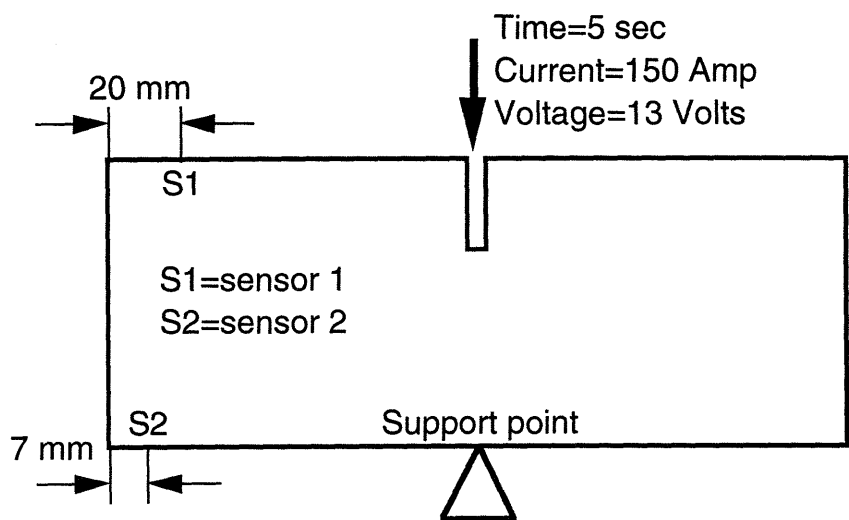 Time=5 sec
Current=150 Amp
Voltage=13 Volts
20 mm
S1
S1=sensor 1
S2=sensor 2
S2
Support point
7 mm